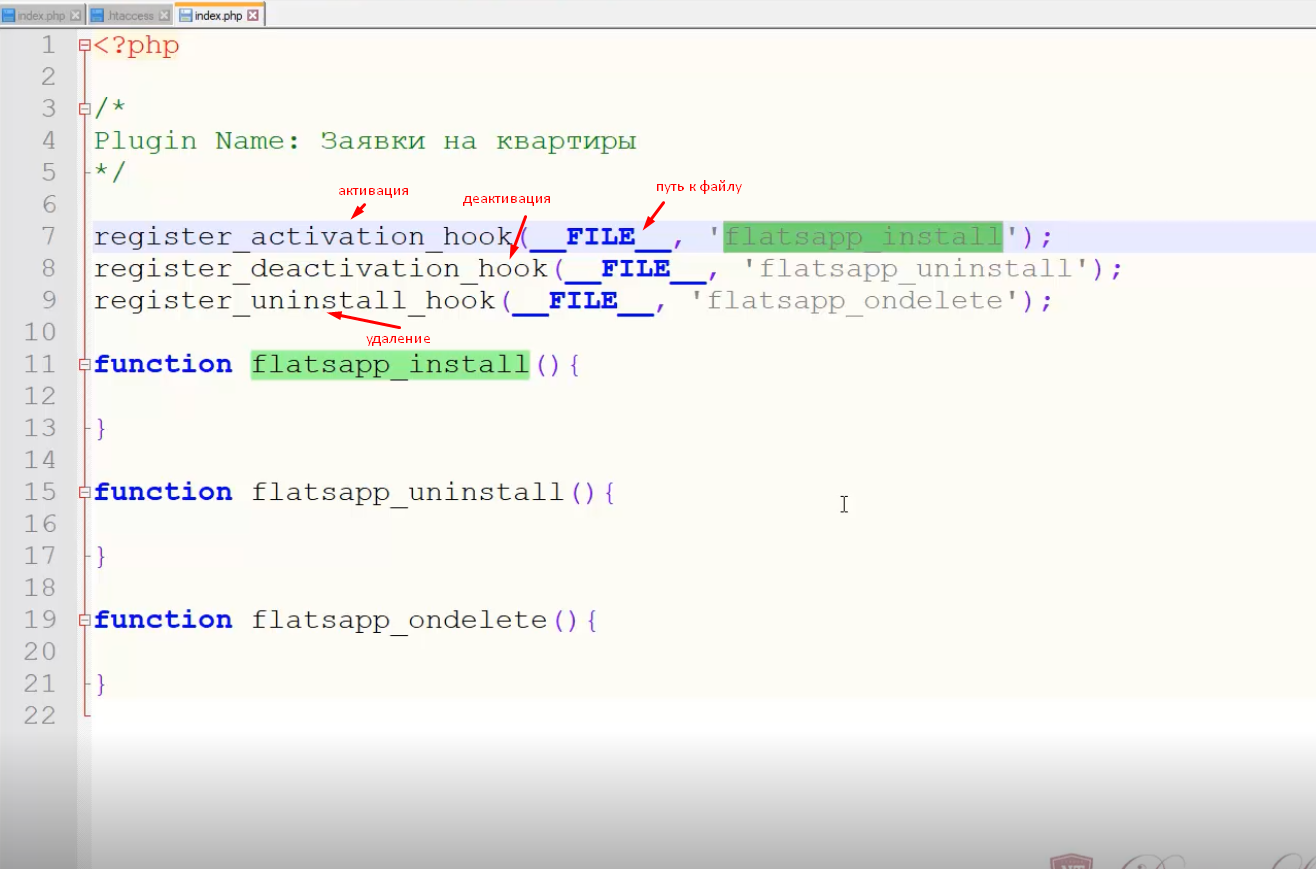 index.php .htaccess index.php
1 <?php
2
3 /*
4 Plugin Name: Заявки на квартиры
5 */
6
активация деактивация путь к файлу
7 register_activation_hook(__FILE__, 'flatsapp_install');
8 register_deactivation_hook(__FILE__, 'flatsapp_uninstall');
9 register_uninstall_hook(__FILE__, 'flatsapp_ondelete');
10
удаление
11 function flatsapp_install(){
12
13 }
14
15 function flatsapp_uninstall(){
16
17 }
18
19 function flatsapp_ondelete(){
20
21 }
22